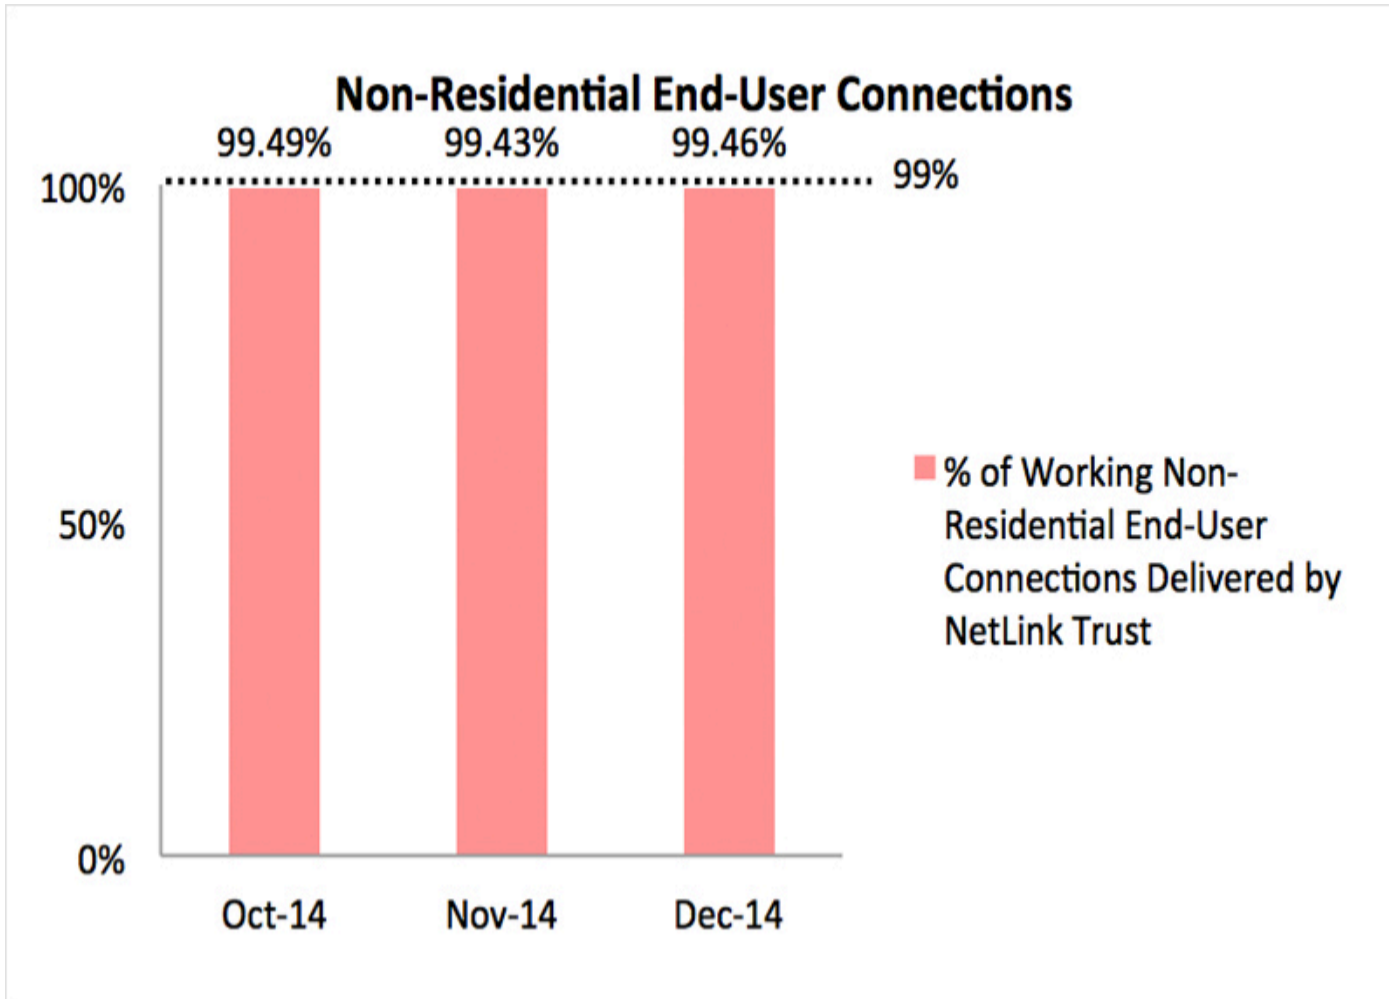 Non-Residential End-User Connections
99.49% 99.43% 99.46%
99%
100%
50%
0%
Oct-14 Nov-14 Dec-14
% of Working Non-
Residential End-User
Connections Delivered by
NetLink Trust